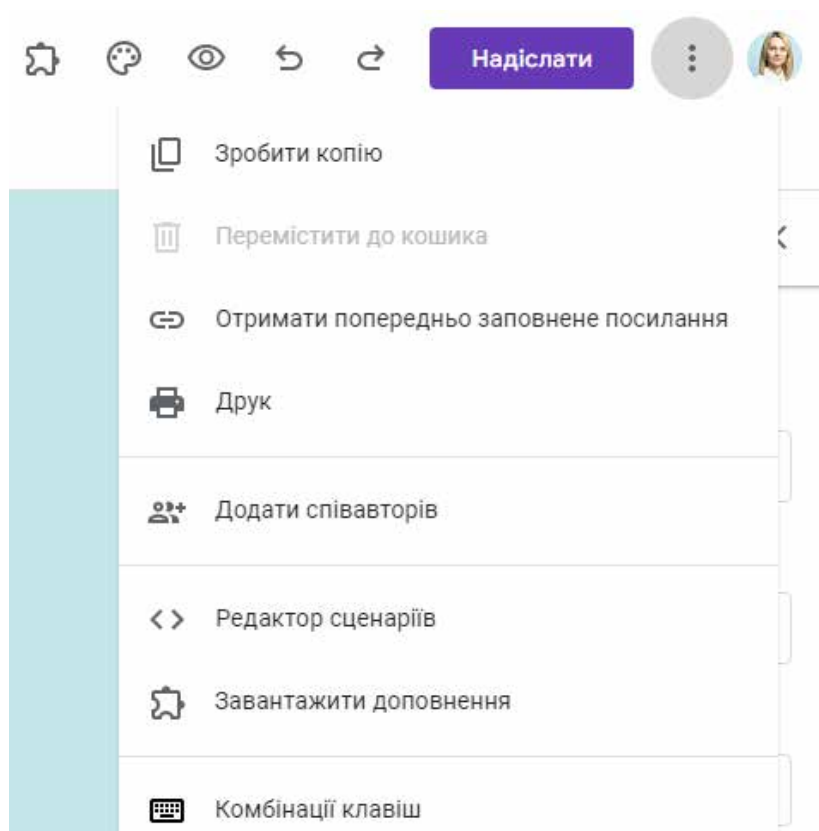 Надіслати
Зробити копію
Перемістити до кошика
Отримати попередньо заповнене посилання
Друк
Додати співавторів
Редактор сценаріїв
Завантажити доповнення
Комбінації клавіш